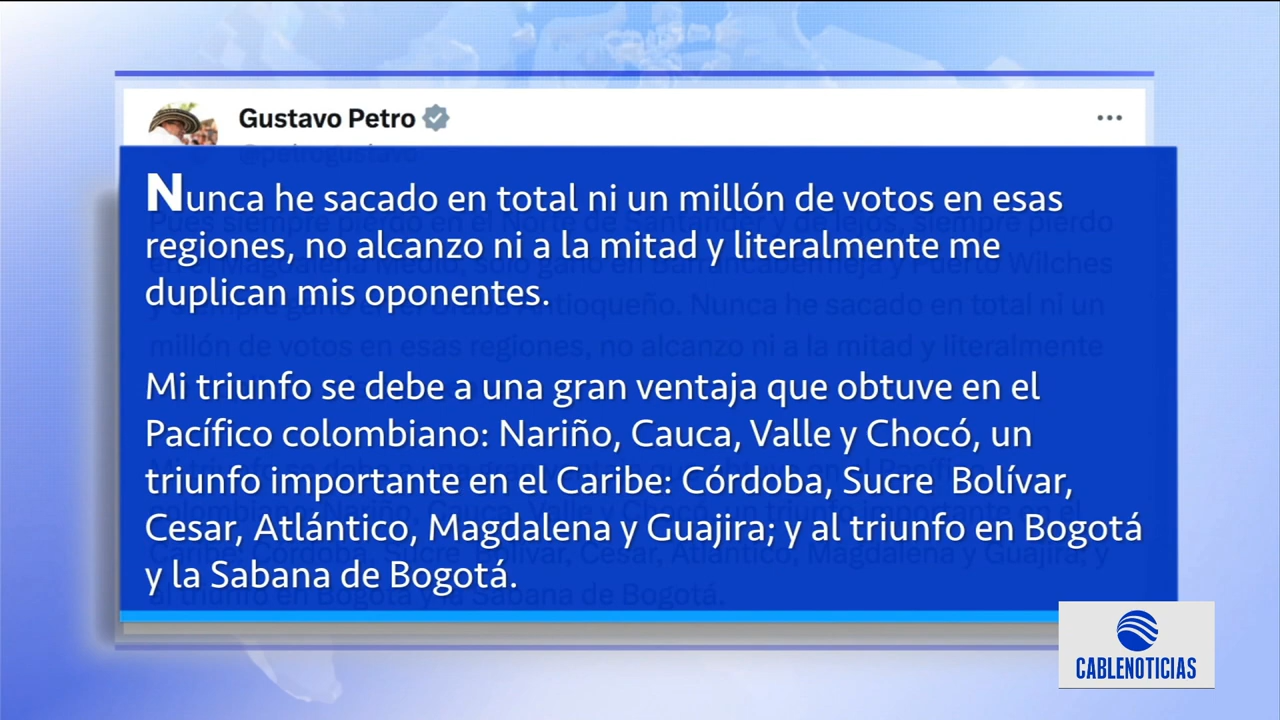 Gustavo Petro
@petrogustavo
Nunca he sacado en total ni un millón de votos en esas
regiones, no alcanzo ni a la mitad y literalmente me
duplican mis oponentes.
Mi triunfo se debe a una gran ventaja que obtuve en el
Pacífico colombiano: Nariño, Cauca, Valle y Chocó, un
triunfo importante en el Caribe: Córdoba, Sucre Bolívar,
Cesar, Atlántico, Magdalena y Guajira; y al triunfo en Bogotá
y la Sabana de Bogotá.
CABLENOTICIAS